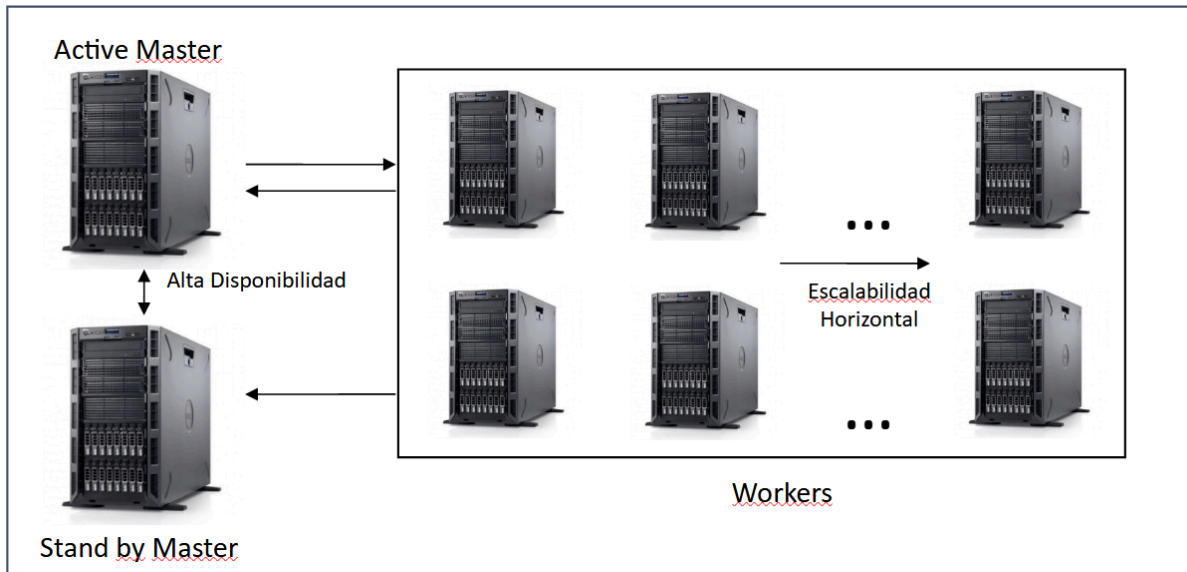 Active Master
Alta Disponibilidad
Stand by Master
...
Escalabilidad
Horizontal
...
Workers